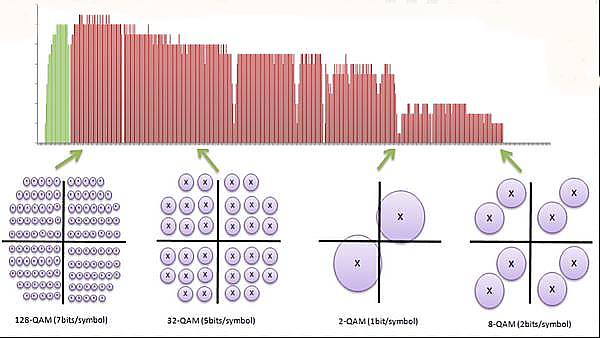 128-QAM (7bits/symbol)
32-QAM (5bits/symbol)
2-QAM (1bit/symbol)
8-QAM (2bits/symbol)